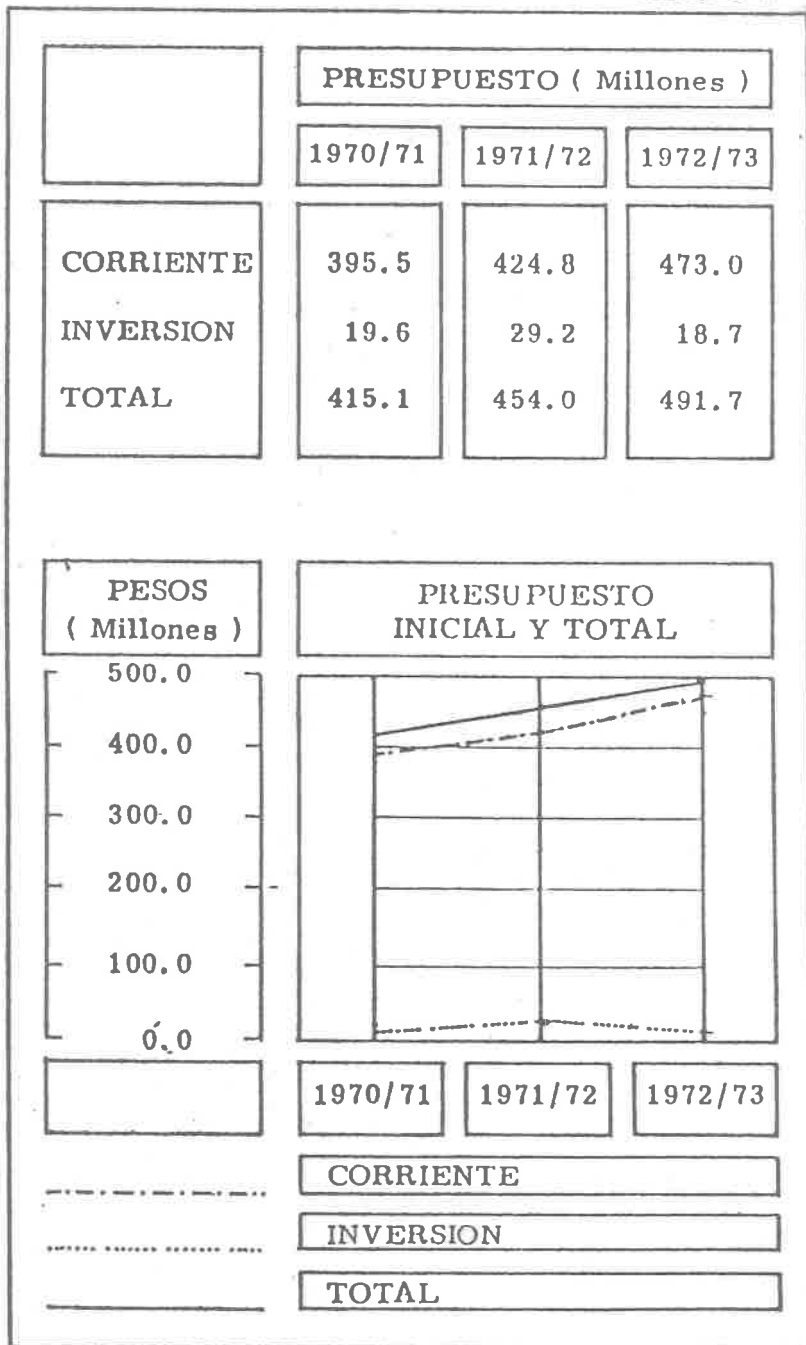 PRESUPUESTO ( Millones )
1970/71 1971/72 1972/73
CORRIENTE 395.5 424.8 473.0
INVERSION 19.6 29.2 18.7
TOTAL 415.1 454.0 491.7
PESOS
( Millones )
PRESUPUESTO
INICIAL Y TOTAL
500.0
400.0
300.0
200.0
100.0
0.0
1970/71 1971/72 1972/73
CORRIENTE
INVERSION
TOTAL